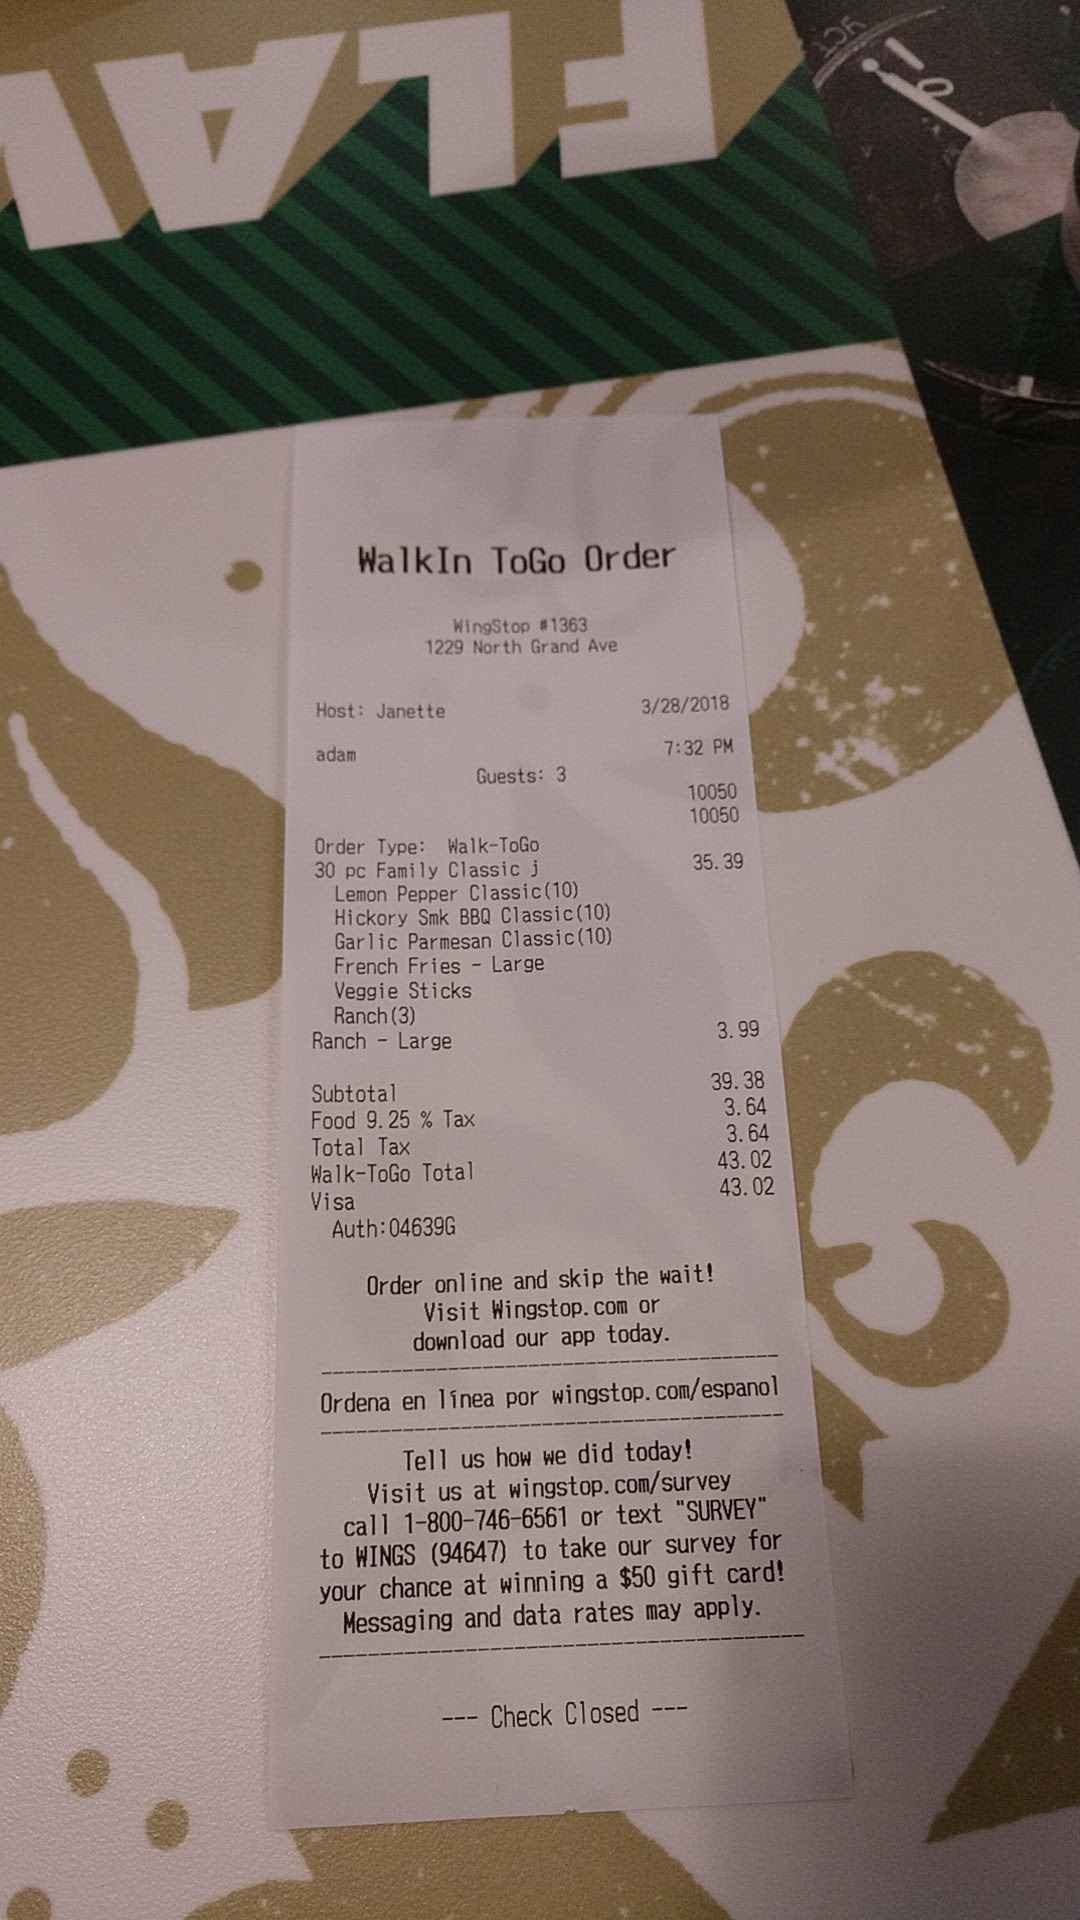 FLAV
WalkIn ToGo Order
WingStop #1363
1229 North Grand Ave
Host: Janette 3/28/2018
adam 7:32 PM
Guests: 3
10050
10050
Order Type: Walk-ToGo
30 pc Family Classic j 35.39
Lemon Pepper Classic(10)
Hickory Smk BBQ Classic(10)
Garlic Parmesan Classic(10)
French Fries - Large
Veggie Sticks
Ranch(3)
Ranch - Large 3.99
Subtotal 39.38
Food 9.25 % Tax 3.64
Total Tax 3.64
Walk-ToGo Total 43.02
Visa 43.02
Auth:04639G
Order online and skip the wait!
Visit Wingstop.com or
download our app today.
Ordena en línea por wingstop.com/espanol
Tell us how we did today!
Visit us at wingstop.com/survey
call 1-800-746-6561 or text "SURVEY"
to WINGS (94647) to take our survey for
your chance at winning a $50 gift card!
Messaging and data rates may apply.
--- Check Closed ---